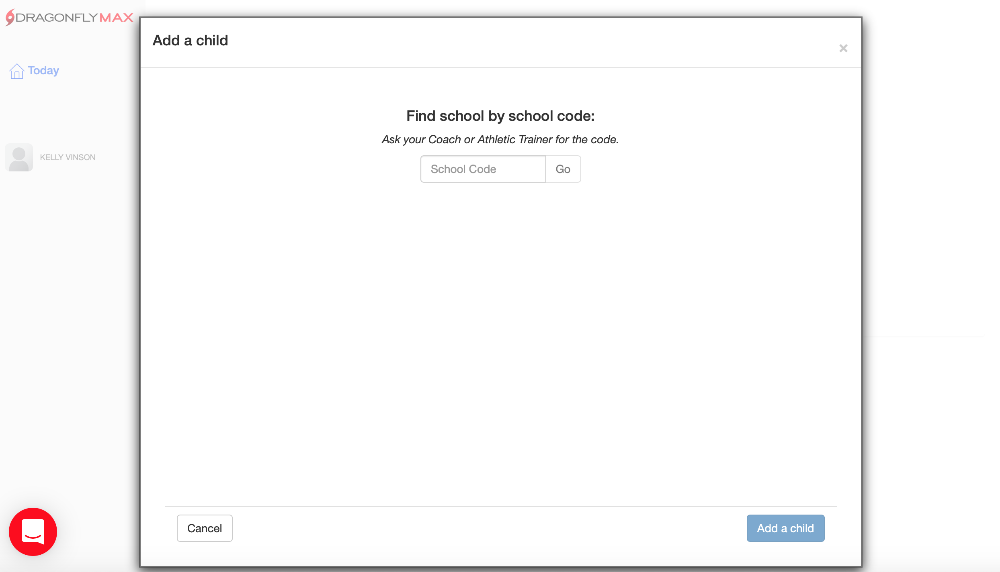 DRAGONFLYMAX
Today
KELLY VINSON
Add a child
×
Find school by school code:
Ask your Coach or Athletic Trainer for the code.
School Code
Go
Cancel
Add a child